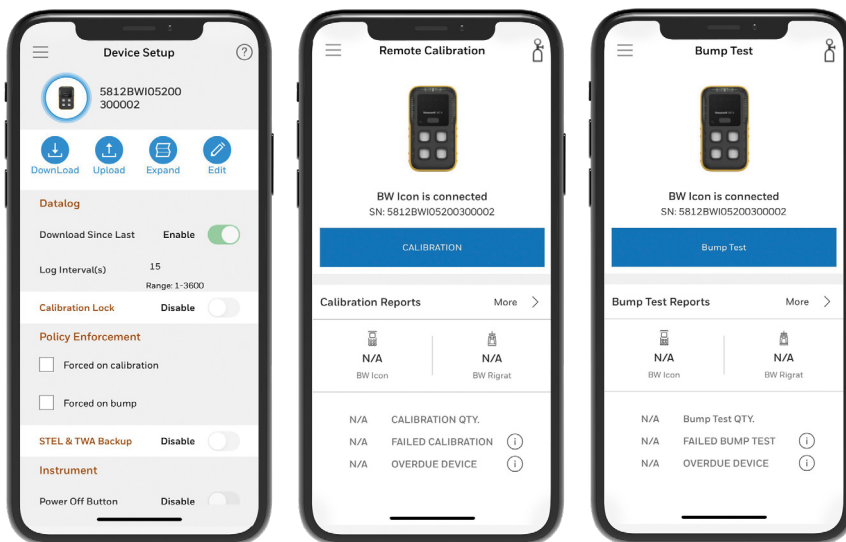 Device Setup
?
5812BWI05200
300002
DownLoad
Upload
Expand
Edit
Datalog
Download Since Last
Enable
Log Interval(s)
15
Range: 1-3600
Calibration Lock
Disable
Policy Enforcement
Forced on calibration
Forced on bump
STEL & TWA Backup
Disable
Instrument
Power Off Button
Disable
Remote Calibration
BW Icon is connected
SN: 5812BWI05200300002
CALIBRATION
Calibration Reports
More
N/A
N/A
BW Icon
BW Rigrat
N/A
CALIBRATION QTY.
N/A
FAILED CALIBRATION
i
N/A
OVERDUE DEVICE
i
Bump Test
BW Icon is connected
SN: 5812BWI05200300002
Bump Test
Bump Test Reports
More
N/A
N/A
BW Icon
BW Rigrat
N/A
Bump Test QTY.
N/A
FAILED BUMP TEST
i
N/A
OVERDUE DEVICE
i